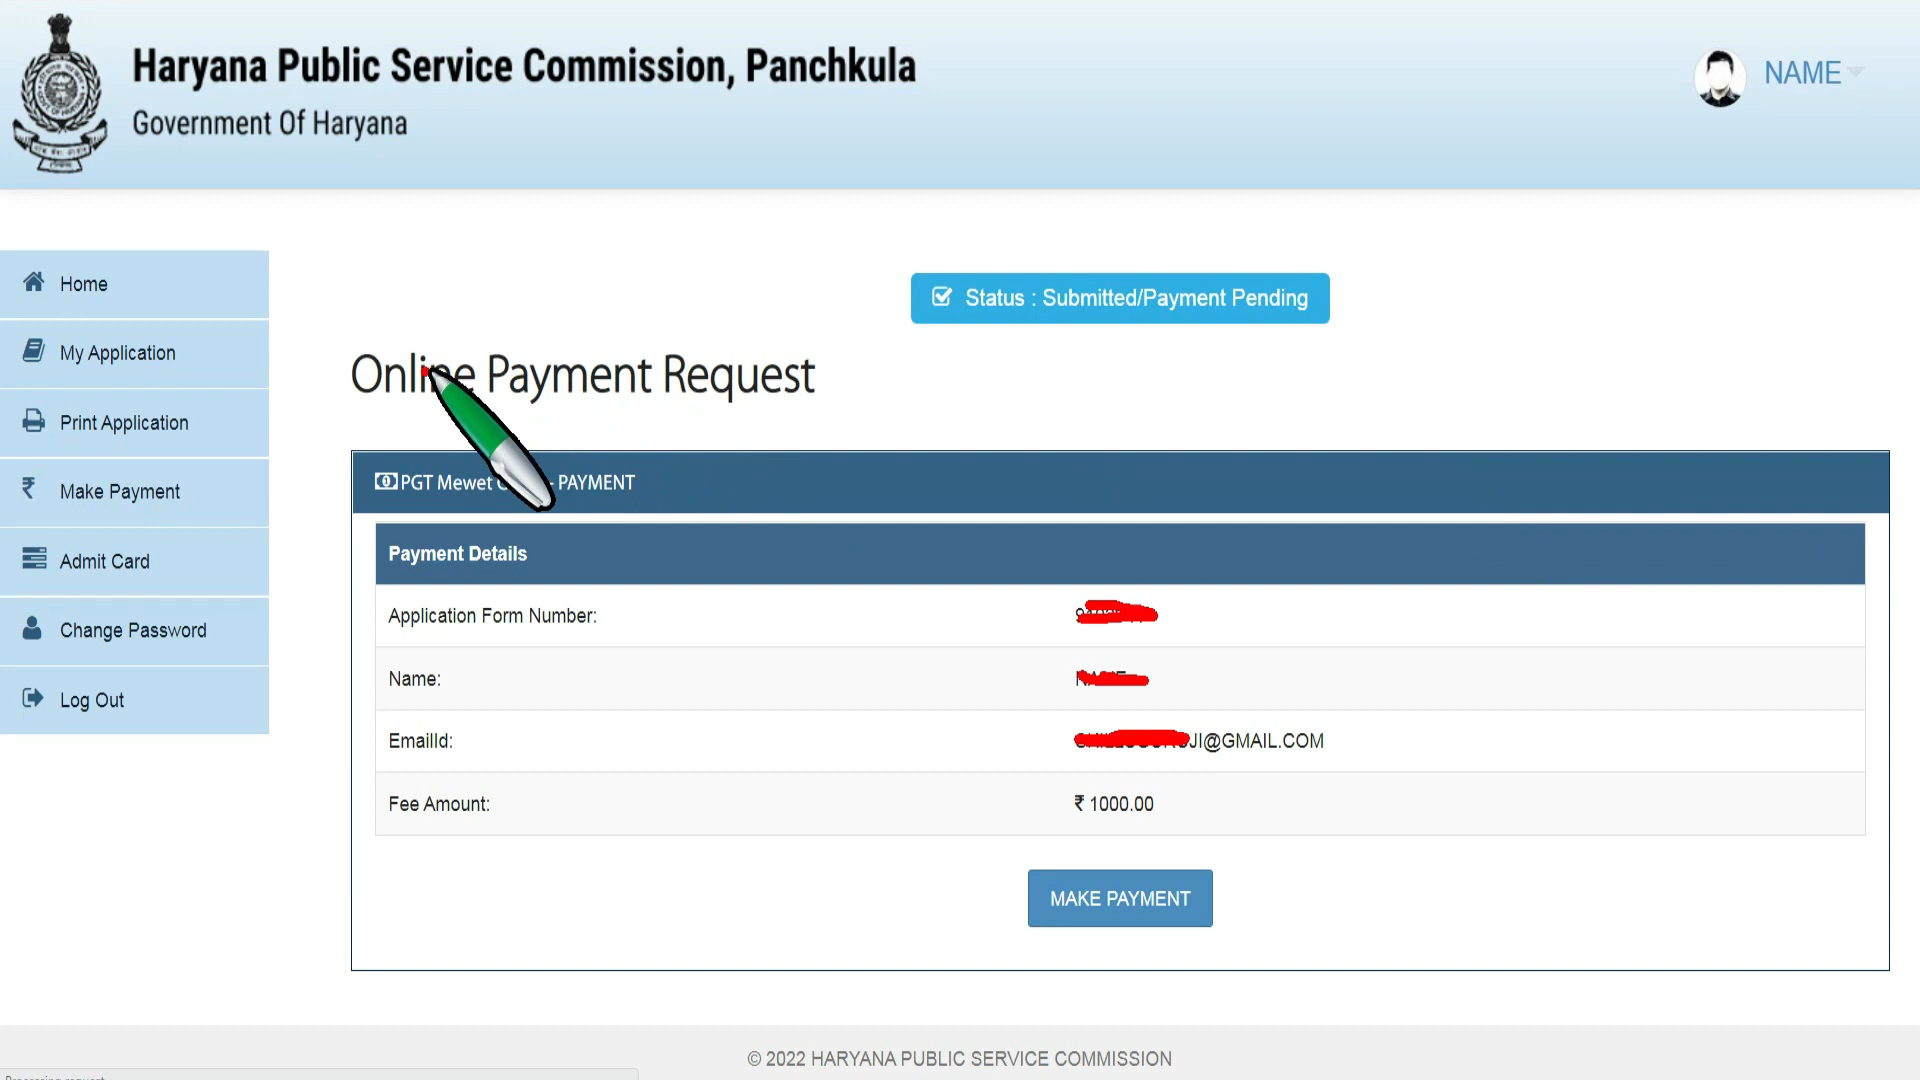 Haryana Public Service Commission, Panchkula
Government Of Haryana
NAME
Home
My Application
Print Application
Make Payment
Admit Card
Change Password
Log Out
Status : Submitted/Payment Pending
Online Payment Request
PGT Mewet - PAYMENT
Payment Details
Application Form Number:
Name:
EmailId: JI@GMAIL.COM
Fee Amount: ₹ 1000.00
MAKE PAYMENT
© 2022 HARYANA PUBLIC SERVICE COMMISSION